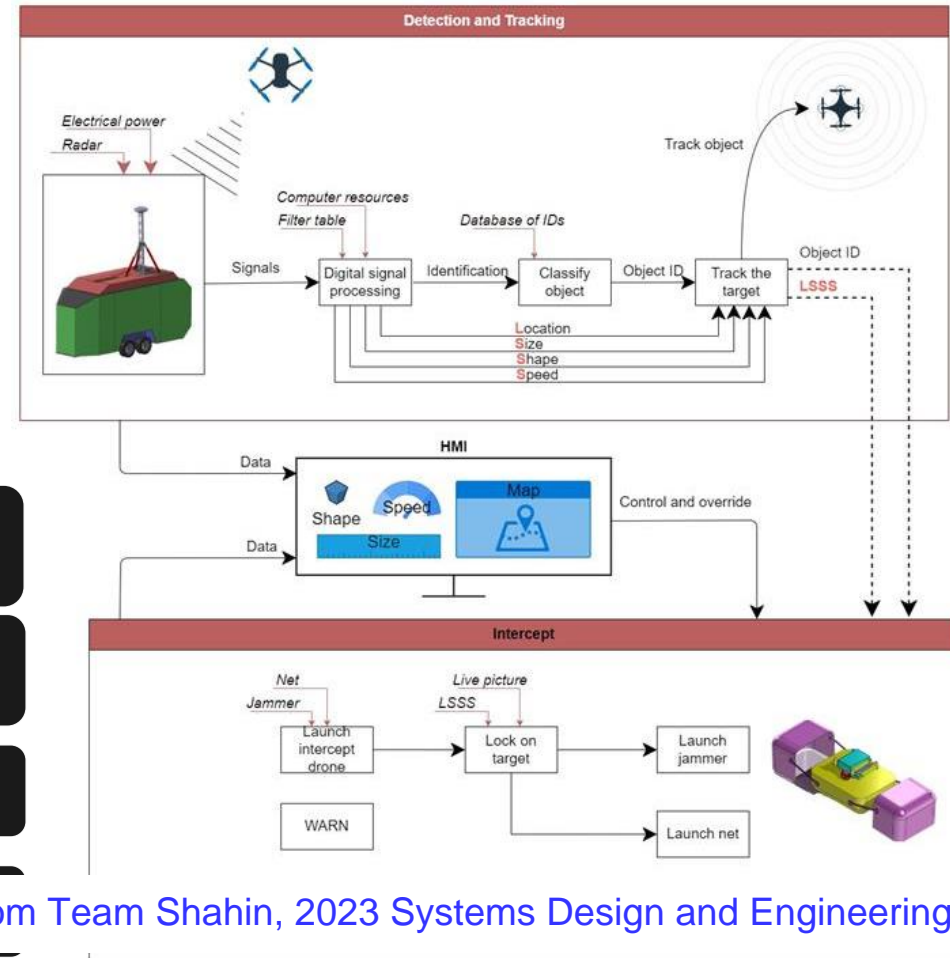 Detection and Tracking
Electrical power
Radar
Track object
Computer resources
Filter table
Database of IDs
Signals
Digital signal
processing
Identification
Classify
object
Object ID
Track the
target
Object ID
LSSS
Location
Size
Shape
Speed
HMI
Data
Shape
Speed
Size
Map
Control and override
Data
Intercept
Net
Jammer
Launch
intercept
drone
Live picture
LSSS
Lock on
target
Launch
jammer
WARN
Launch net
Team Shahin, 2023 Systems Design and Engineering